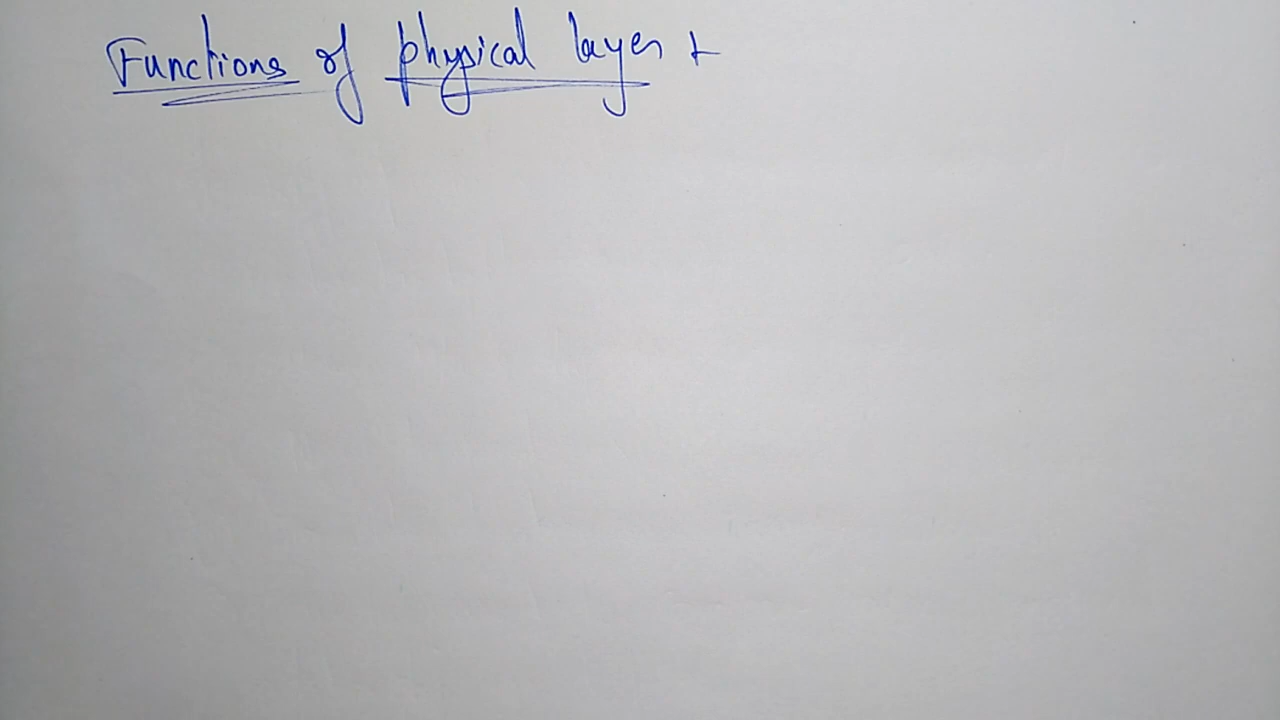 Functions of physical layer +